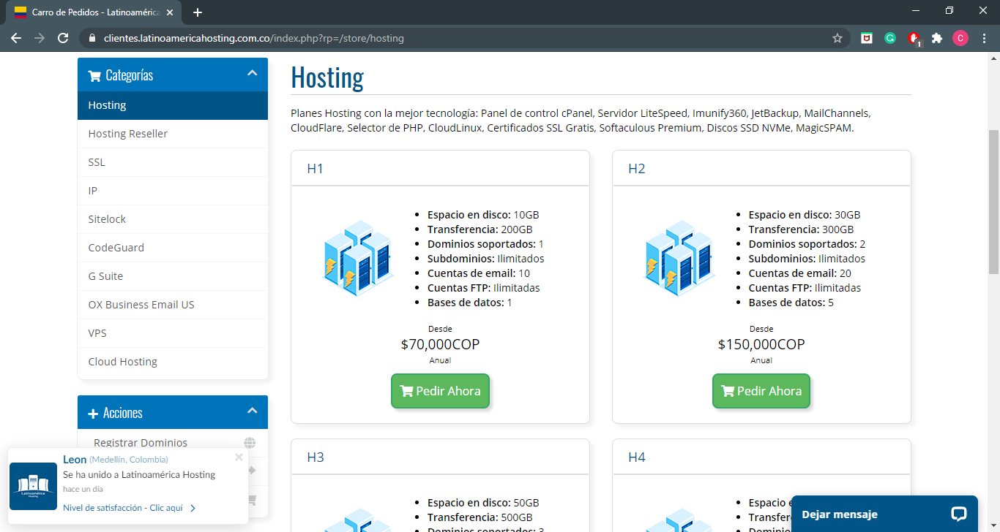 Carro de Pedidos - Latinoaméric
clientes.latinoamericahosting.com.co/index.php?rp=/store/hosting
1
C
Categorías
Hosting
Hosting Reseller
SSL
IP
Sitelock
CodeGuard
G Suite
OX Business Email US
VPS
Cloud Hosting
Acciones
Registrar Dominios
Leon (Medellín, Colombia)
Se ha unido a Latinoamérica Hosting
hace un día
Nivel de satisfacción - Clic aquí
Latinoamérica
Hosting
Hosting
Planes Hosting con la mejor tecnología: Panel de control cPanel, Servidor LiteSpeed, Imunify360, JetBackup, MailChannels,
CloudFlare, Selector de PHP, CloudLinux, Certificados SSL Gratis, Softaculous Premium, Discos SSD NVMe, MagicSPAM.
H1
Espacio en disco: 10GB
Transferencia: 200GB
Dominios soportados: 1
Subdominios: Ilimitados
Cuentas de email: 10
Cuentas FTP: Ilimitadas
Bases de datos: 1
Desde
$70,000COP
Anual
Pedir Ahora
H2
Espacio en disco: 30GB
Transferencia: 300GB
Dominios soportados: 2
Subdominios: Ilimitados
Cuentas de email: 20
Cuentas FTP: Ilimitadas
Bases de datos: 5
Desde
$150,000COP
Anual
Pedir Ahora
H3
Espacio en disco: 50GB
Transferencia: 500GB
Dominios soportados: 3
H4
Espacio e
Transfer
Dominio
Dejar mensaje